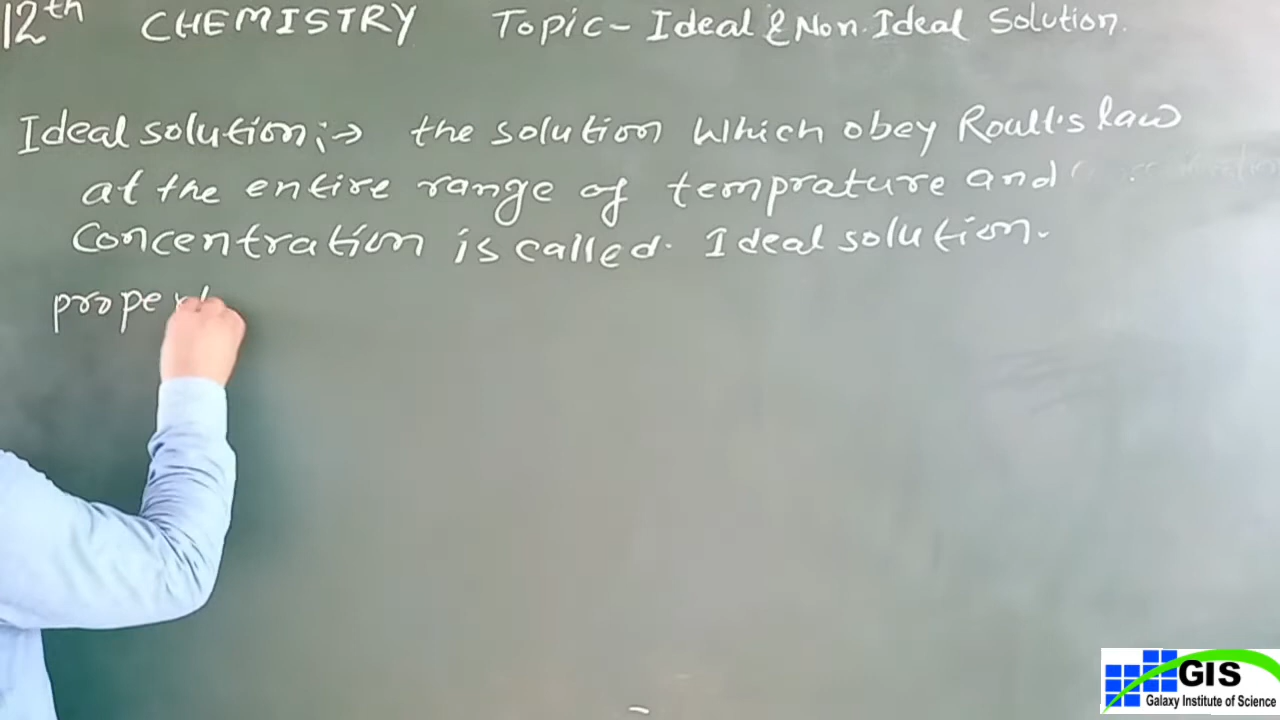 12th CHEMISTRY Topic - Ideal & Non. Ideal Solution.
Ideal solution :→ the solution which obey Roult's law
at the entire range of temprature and
Concentration is called. Ideal solution.
proper
GIS
Galaxy Institute of Science